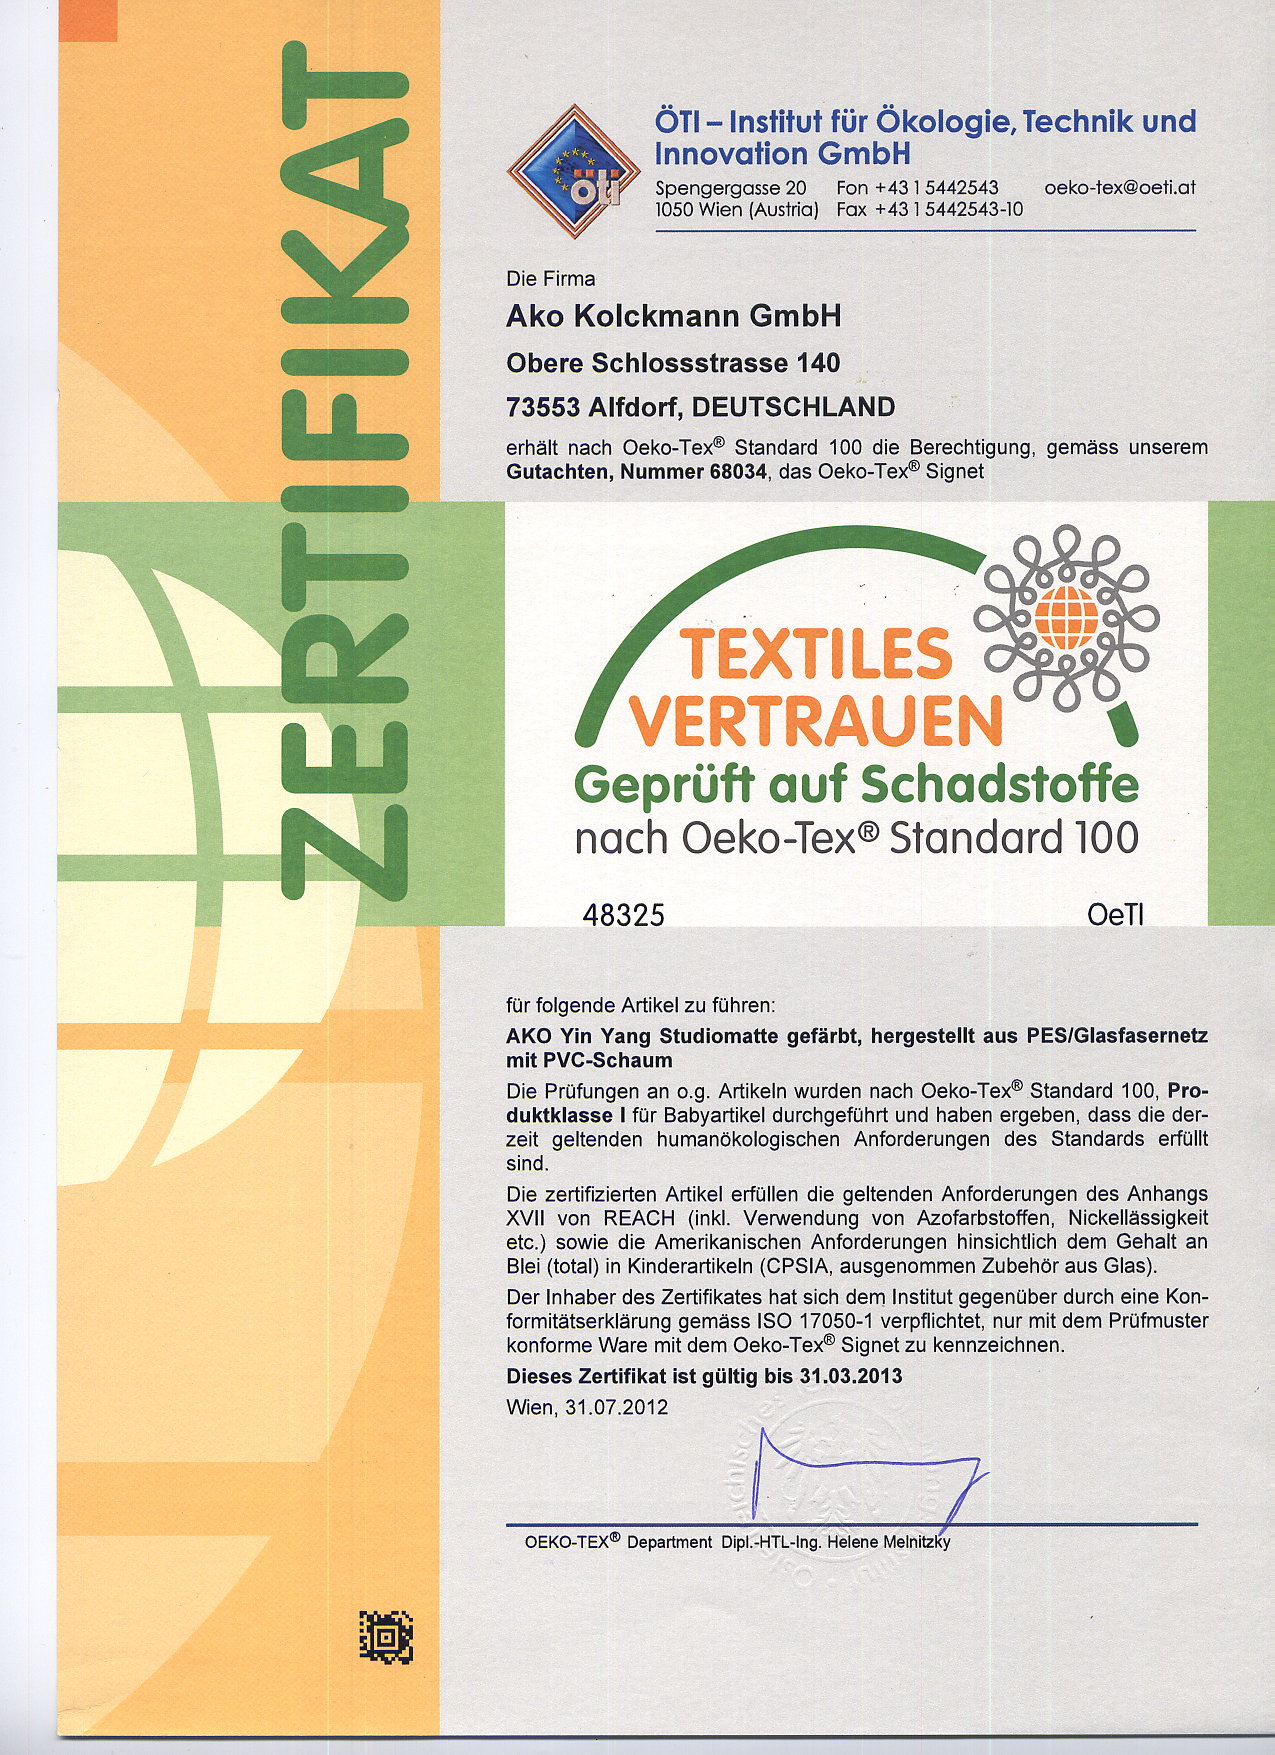 ZERTIFIKAT
öti
ÖTI – Institut für Ökologie, Technik und
Innovation GmbH
Spengergasse 20 Fon +43 1 5442543 oeko-tex@oeti.at
1050 Wien (Austria) Fax +43 1 5442543-10
Die Firma
Ako Kolckmann GmbH
Obere Schlossstrasse 140
73553 Alfdorf, DEUTSCHLAND
erhält nach Oeko-Tex® Standard 100 die Berechtigung, gemäss unserem
Gutachten, Nummer 68034, das Oeko-Tex® Signet
TEXTILES
VERTRAUEN
Geprüft auf Schadstoffe
nach Oeko-Tex® Standard 100
48325 OeTI
für folgende Artikel zu führen:
AKO Yin Yang Studiomatte gefärbt, hergestellt aus PES/Glasfasernetz
mit PVC-Schaum
Die Prüfungen an o.g. Artikeln wurden nach Oeko-Tex® Standard 100, Pro-
duktklasse I für Babyartikel durchgeführt und haben ergeben, dass die der-
zeit geltenden humanökologischen Anforderungen des Standards erfüllt
sind.
Die zertifizierten Artikel erfüllen die geltenden Anforderungen des Anhangs
XVII von REACH (inkl. Verwendung von Azofarbstoffen, Nickellässigkeit
etc.) sowie die Amerikanischen Anforderungen hinsichtlich dem Gehalt an
Blei (total) in Kinderartikeln (CPSIA, ausgenommen Zubehör aus Glas).
Der Inhaber des Zertifikates hat sich dem Institut gegenüber durch eine Kon-
formitätserklärung gemäss ISO 17050-1 verpflichtet, nur mit dem Prüfmuster
konforme Ware mit dem Oeko-Tex® Signet zu kennzeichnen.
Dieses Zertifikat ist gültig bis 31.03.2013
Wien, 31.07.2012
OEKO-TEX® Department Dipl.-HTL-Ing. Helene Melnitzky